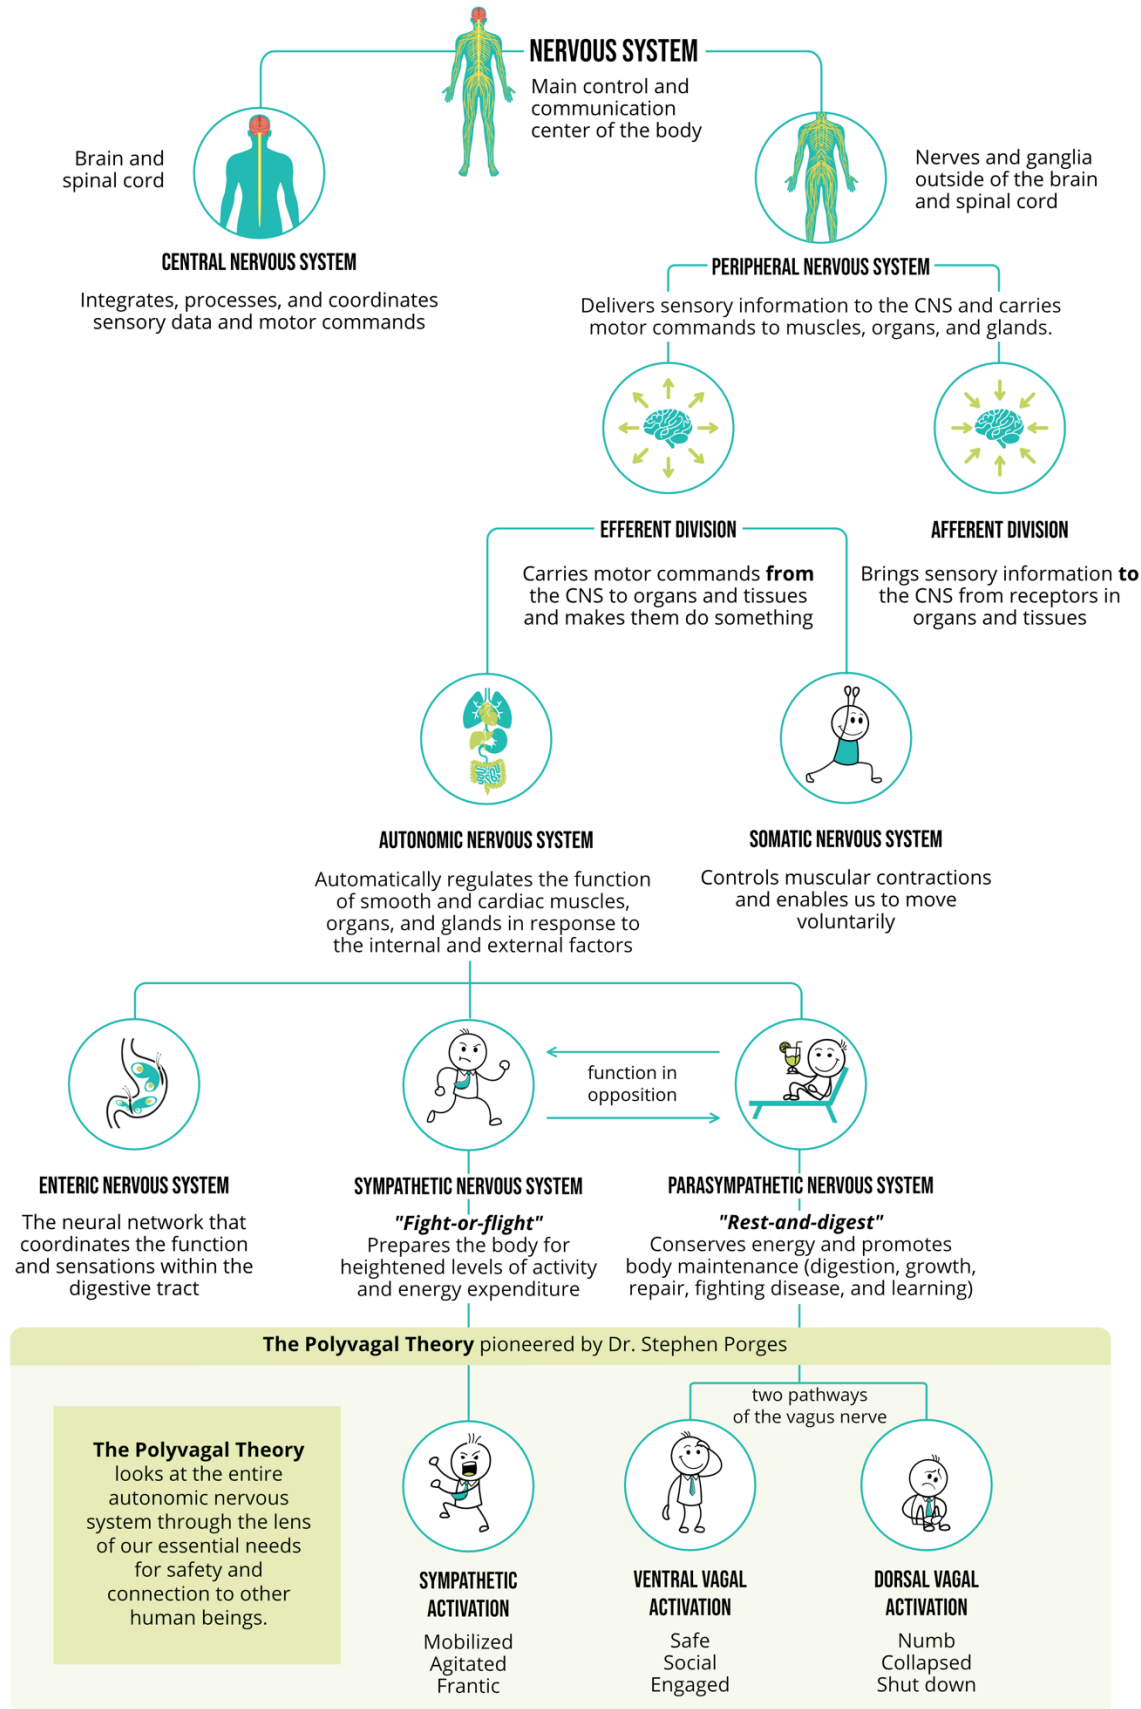 NERVOUS SYSTEM
Main control and
communication
center of the body
Brain and
spinal cord
CENTRAL NERVOUS SYSTEM
Integrates, processes, and coordinates
sensory data and motor commands
Nerves and ganglia
outside of the brain
and spinal cord
PERIPHERAL NERVOUS SYSTEM
Delivers sensory information to the CNS and carries
motor commands to muscles, organs, and glands.
EFFERENT DIVISION
Carries motor commands from
the CNS to organs and tissues
and makes them do something
AFFERENT DIVISION
Brings sensory information to
the CNS from receptors in
organs and tissues
AUTONOMIC NERVOUS SYSTEM
Automatically regulates the function
of smooth and cardiac muscles,
organs, and glands in response to
the internal and external factors
SOMATIC NERVOUS SYSTEM
Controls muscular contractions
and enables us to move
voluntarily
function in
opposition
ENTERIC NERVOUS SYSTEM
The neural network that
coordinates the function
and sensations within the
digestive tract
SYMPATHETIC NERVOUS SYSTEM
"Fight-or-flight"
Prepares the body for
heightened levels of activity
and energy expenditure
PARASYMPATHETIC NERVOUS SYSTEM
"Rest-and-digest"
Conserves energy and promotes
body maintenance (digestion, growth,
repair, fighting disease, and learning)
The Polyvagal Theory pioneered by Dr. Stephen Porges
The Polyvagal Theory
looks at the entire
autonomic nervous
system through the lens
of our essential needs
for safety and
connection to other
human beings.
two pathways
of the vagus nerve
SYMPATHETIC
ACTIVATION
Mobilized
Agitated
Frantic
VENTRAL VAGAL
ACTIVATION
Safe
Social
Engaged
DORSAL VAGAL
ACTIVATION
Numb
Collapsed
Shut down